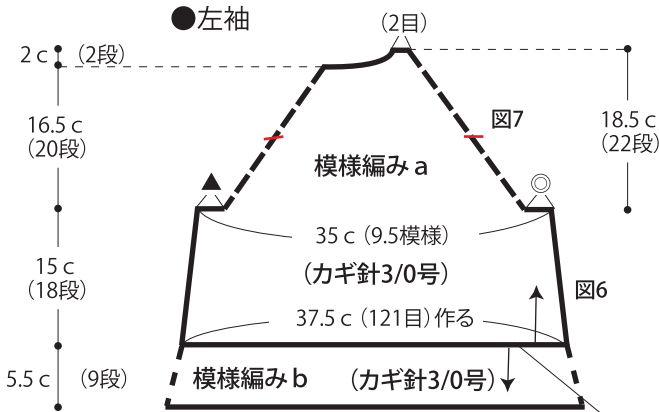 ●左袖
(2目)
2 c (2段)
16.5 c
(20段)
図7
18.5 c
(22段)
模様編み a
▲
◎
35 c (9.5模様)
15 c
(18段)
(カギ針3/0号)
図6
37.5 c (121目) 作る
5.5 c (9段)
模様編み b (カギ針3/0号)